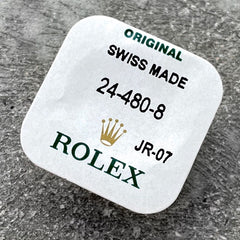 ORIGINAL
SWISS MADE
24-480-8
JR-07
ROLEX